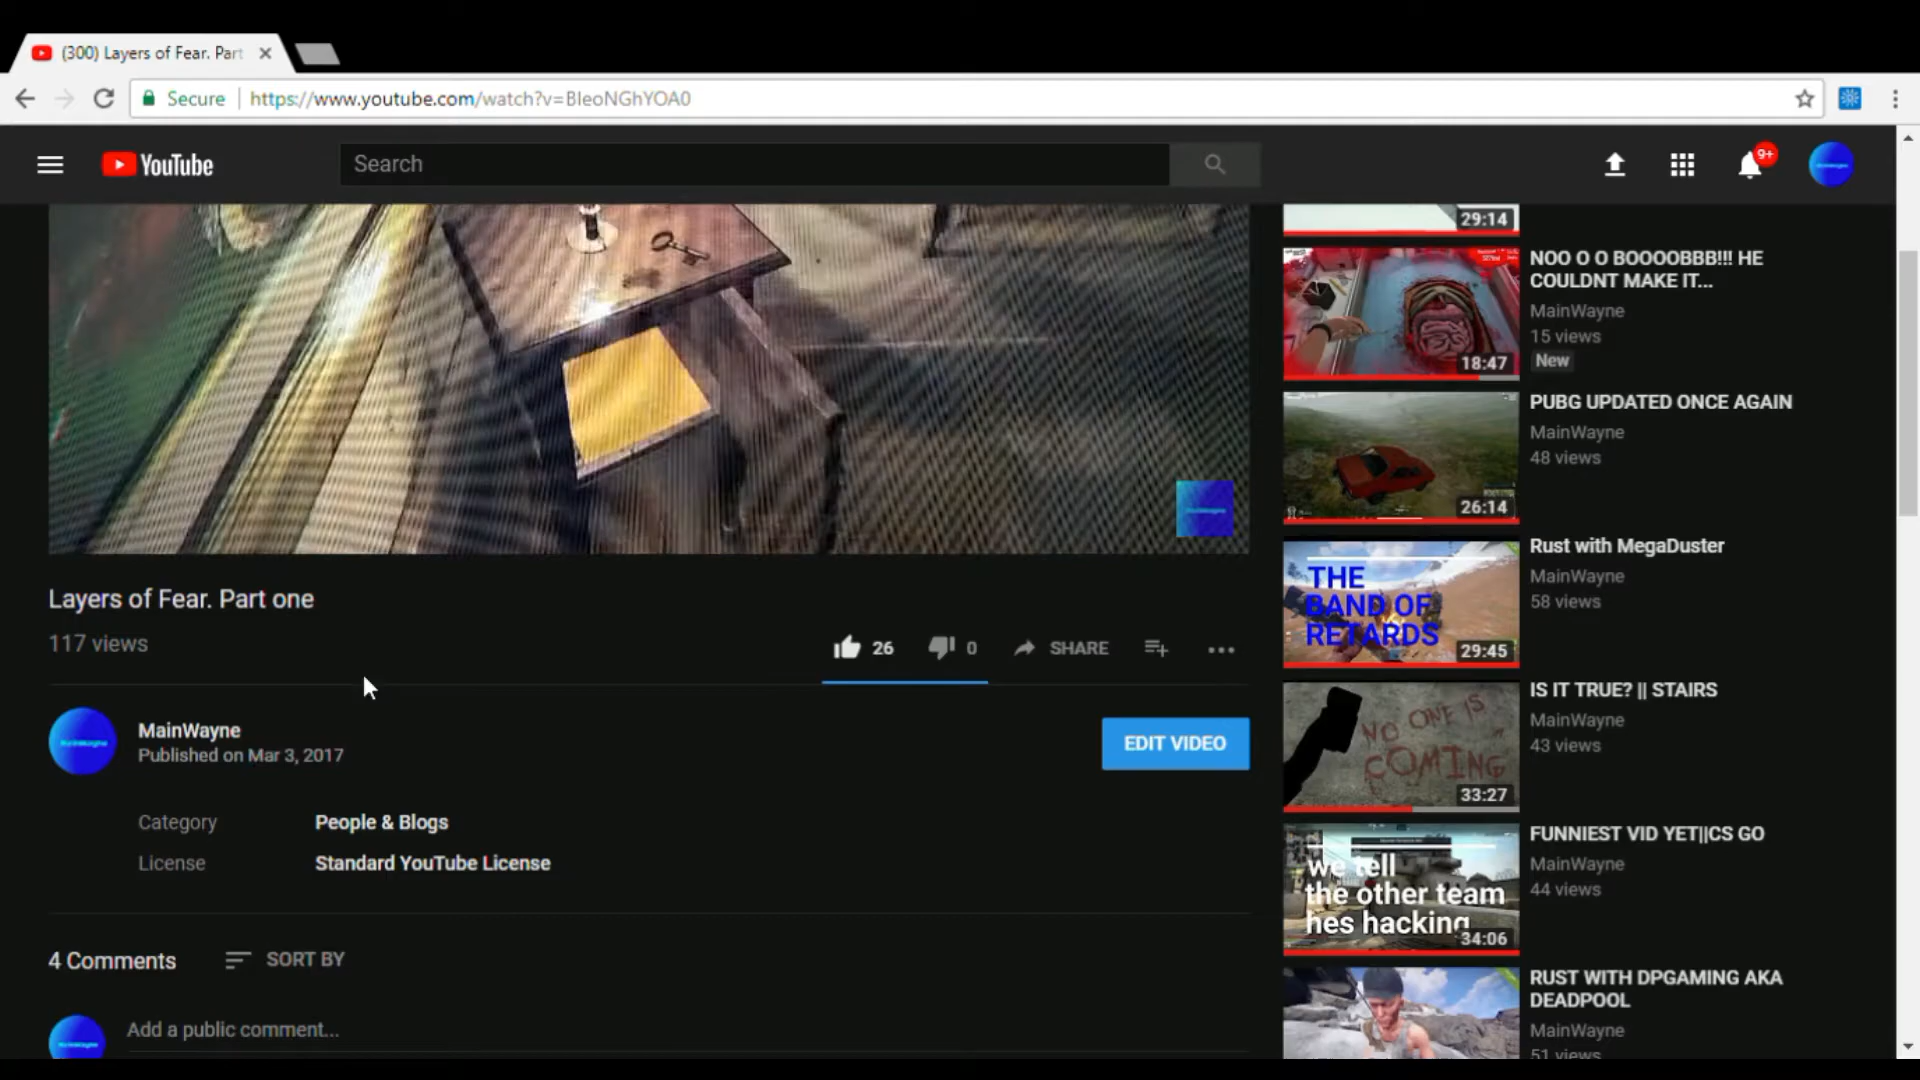 (300) Layers of Fear. Part
Secure
https://www.youtube.com/watch?v=BleoNGhYOA0
YouTube
Search
9+
29:14
NOO O O BOOOOBBB!!! HE
COULDNT MAKE IT...
MainWayne
15 views
New
18:47
PUBG UPDATED ONCE AGAIN
MainWayne
48 views
26:14
Rust with MegaDuster
MainWayne
58 views
THE
BAND OF
RETARDS
29:45
IS IT TRUE? || STAIRS
MainWayne
43 views
NO ONE IS
COMING
33:27
FUNNIEST VID YET||CS GO
MainWayne
44 views
we tell
the other team
hes hacking
34:06
RUST WITH DPGAMING AKA
DEADPOOL
MainWayne
51 views
Layers of Fear. Part one
117 views
26
0
SHARE
MainWayne
Published on Mar 3, 2017
EDIT VIDEO
Category
People & Blogs
License
Standard YouTube License
4 Comments
SORT BY
Add a public comment...